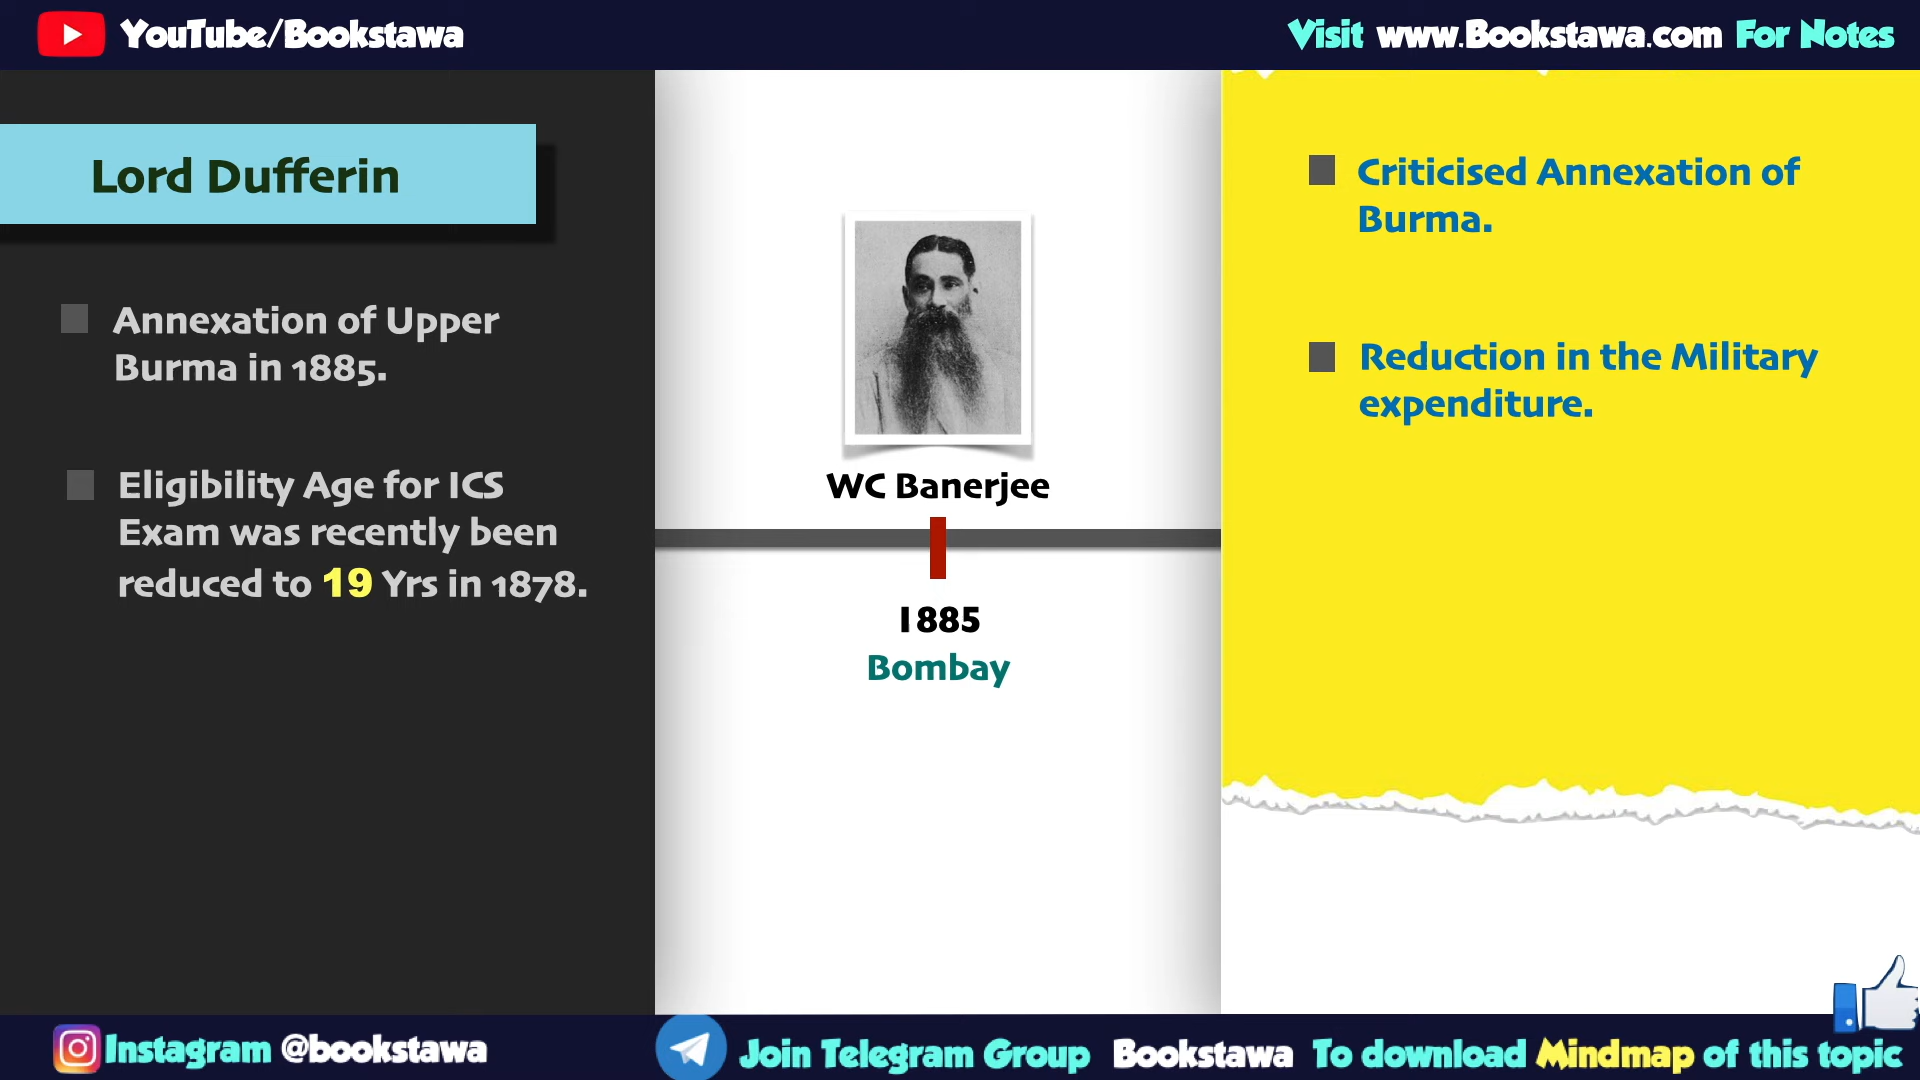 YouTube/Bookstawa
Visit www.Bookstawa.com For Notes
Lord Dufferin
Annexation of Upper
Burma in 1885.
Eligibility Age for ICS
Exam was recently been
reduced to 19 Yrs in 1878.
WC Banerjee
1885
Bombay
Criticised Annexation of
Burma.
Reduction in the Military
expenditure.
Instagram @bookstawa
Join Telegram Group Bookstawa To download Mindmap of this topic